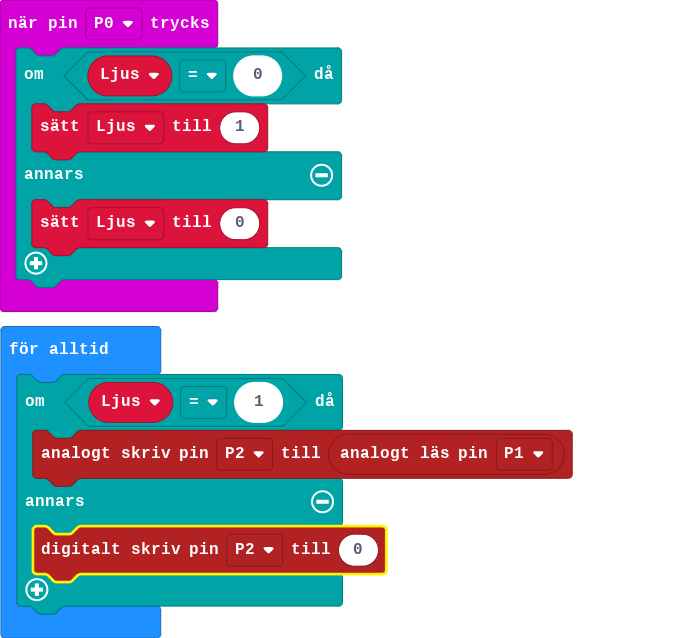 när pin P0 trycks
om Ljus = 0 då
sätt Ljus till 1
annars
sätt Ljus till 0
för alltid
om Ljus = 1 då
analogt skriv pin P2 till analogt läs pin P1
annars
digitalt skriv pin P2 till 0